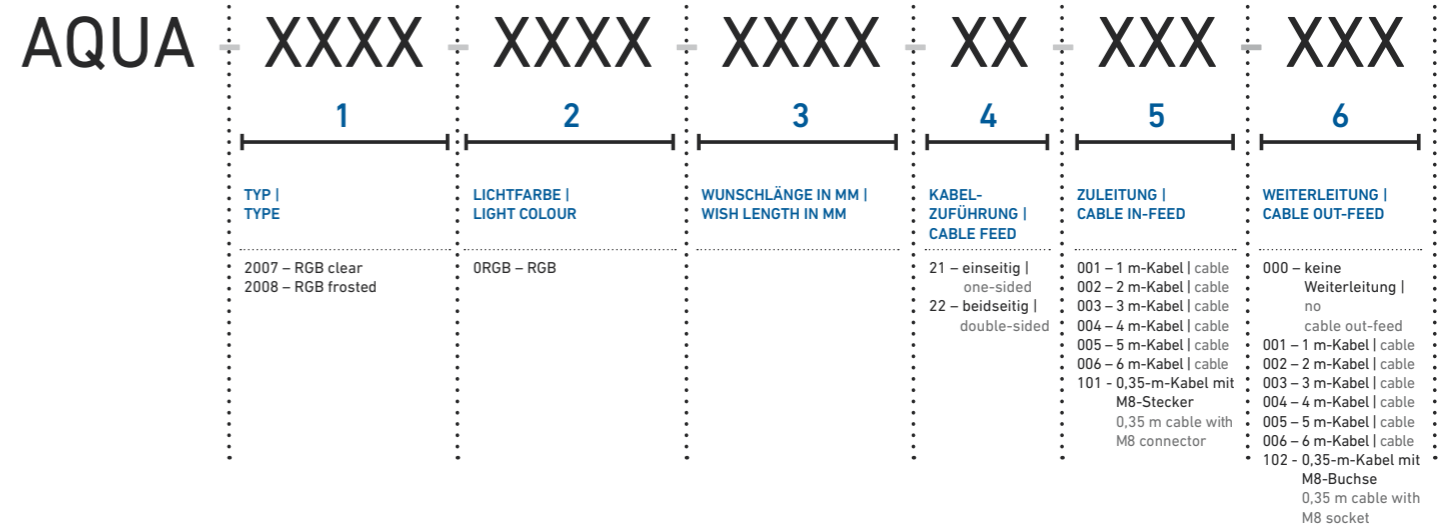 AQUA - XXXX - XXXX - XXXX - XX - XXX - XXX
1
2
3
4
5
6
TYP |
TYPE
LICHTFARBE |
LIGHT COLOUR
WUNSCHLÄNGE IN MM |
WISH LENGTH IN MM
KABEL-
ZUFÜHRUNG |
CABLE FEED
ZULEITUNG |
CABLE IN-FEED
WEITERLEITUNG |
CABLE OUT-FEED
2007 – RGB clear
2008 – RGB frosted
0RGB – RGB
21 – einseitig |
one-sided
22 – beidseitig |
double-sided
001 – 1 m-Kabel | cable
002 – 2 m-Kabel | cable
003 – 3 m-Kabel | cable
004 – 4 m-Kabel | cable
005 – 5 m-Kabel | cable
006 – 6 m-Kabel | cable
101 - 0,35-m-Kabel mit
M8-Stecker
0,35 m cable with
M8 connector
000 – keine
Weiterleitung |
no
cable out-feed
001 – 1 m-Kabel | cable
002 – 2 m-Kabel | cable
003 – 3 m-Kabel | cable
004 – 4 m-Kabel | cable
005 – 5 m-Kabel | cable
006 – 6 m-Kabel | cable
102 - 0,35-m-Kabel mit
M8-Buchse
0,35 m cable with
M8 socket